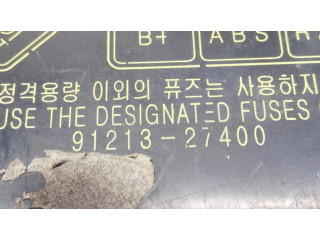 B+ ABS
정격용량 이외의 퓨즈는 사용하지
USE THE DESIGNATED FUSES
91213-27400